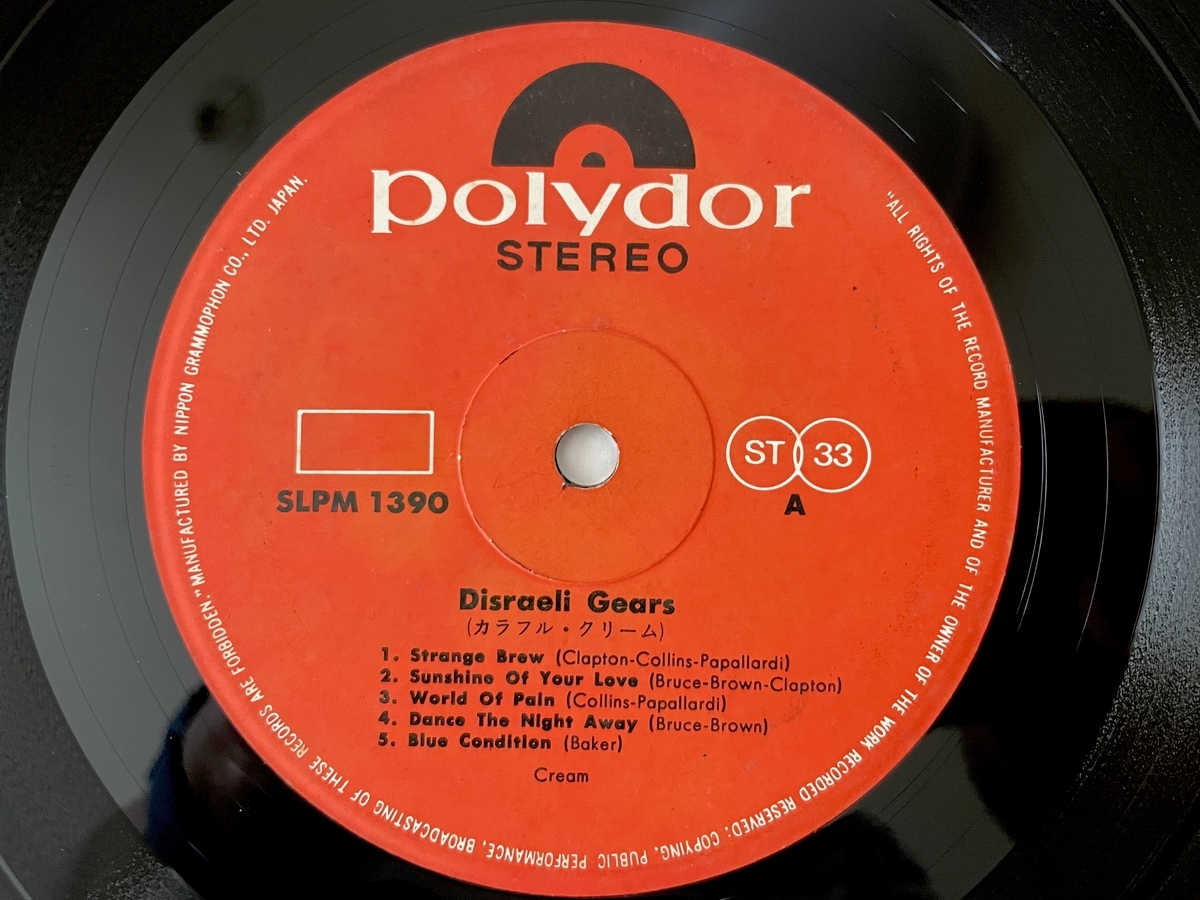 polydor
STEREO
"ALL RIGHTS OF THE RECORD MANUFACTURER AND OF THE OWNER OF THE WORK RECORDED RESERVED: COPYING, PUBLIC PERFORMANCE, BROADCASTING OF THESE RECORDS ARE FORBIDDEN." MANUFACTURED BY NIPPON GRAMMOPHON CO., LTD. JAPAN.
SLPM 1390
ST 33
A
Disraeli Gears
(カラフル・クリーム)
1. Strange Brew (Clapton-Collins-Papallardi)
2. Sunshine Of Your Love (Bruce-Brown-Clapton)
3. World Of Pain (Collins-Papallardi)
4. Dance The Night Away (Bruce-Brown)
5. Blue Condition (Baker)
Cream